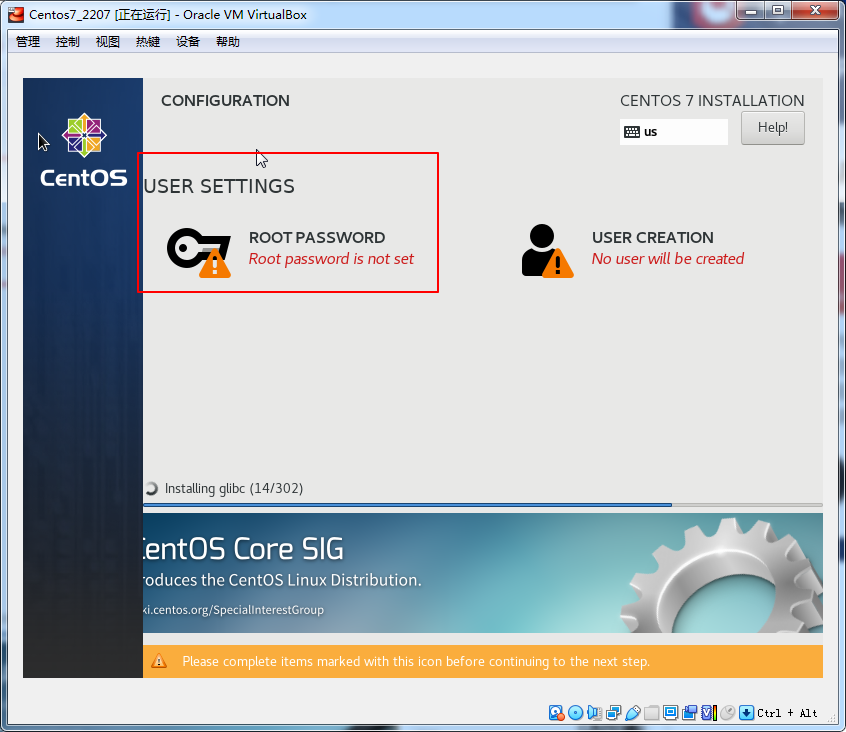 Centos7_2207 [正在运行] - Oracle VM VirtualBox
管理 控制 视图 热键 设备 帮助
CentOS
CONFIGURATION
CENTOS 7 INSTALLATION
us
Help!
USER SETTINGS
ROOT PASSWORD
Root password is not set
USER CREATION
No user will be created
Installing glibc (14/302)
CentOS Core SIG
roduces the CentOS Linux Distribution.
ki.centos.org/SpecialInterestGroup
Please complete items marked with this icon before continuing to the next step.
Ctrl + Alt